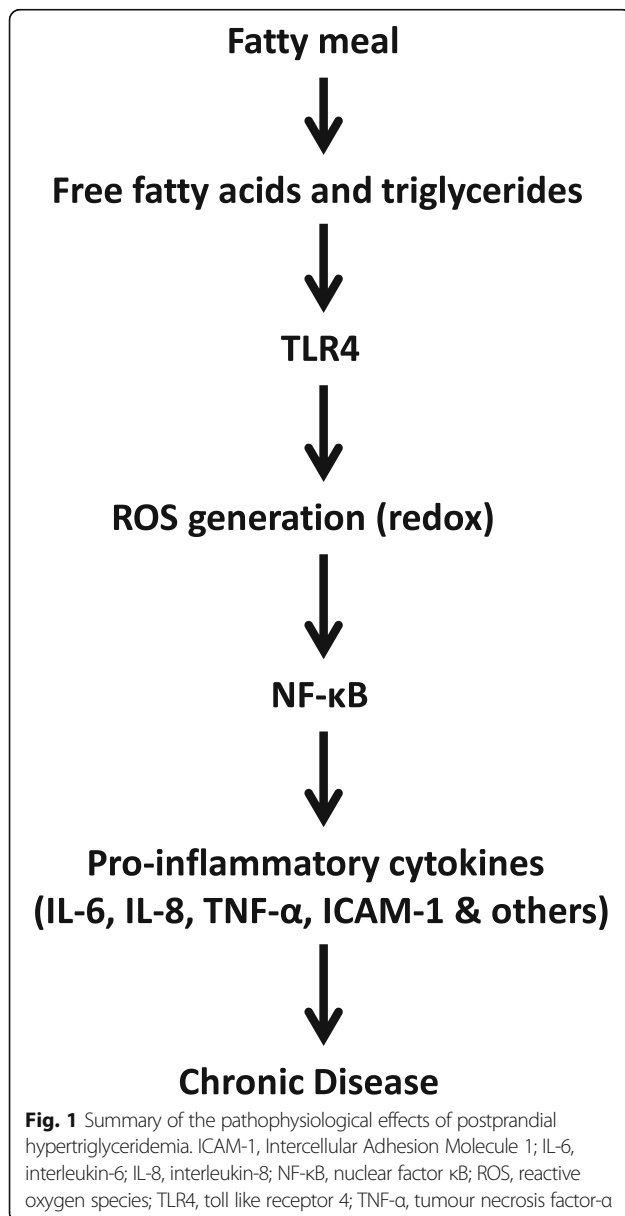 Fatty meal
Free fatty acids and triglycerides
TLR4
ROS generation (redox)
NF-κB
Pro-inflammatory cytokines
(IL-6, IL-8, TNF-α, ICAM-1 & others)
Chronic Disease
Fig. 1 Summary of the pathophysiological effects of postprandial
hypertriglyceridemia. ICAM-1, Intercellular Adhesion Molecule 1; IL-6,
interleukin-6; IL-8, interleukin-8; NF-κB, nuclear factor κB; ROS, reactive
oxygen species; TLR4, toll like receptor 4; TNF-α, tumour necrosis factor-α